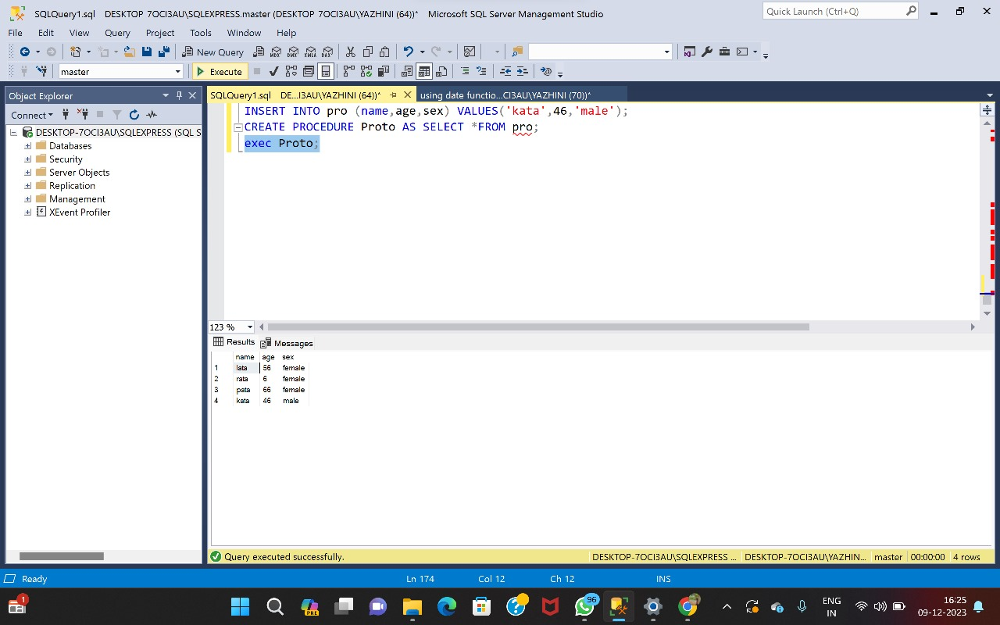 SQLQuery1.sql DESKTOP 7OCI3AU\SQLEXPRESS.master (DESKTOP 7OCI3AU\YAZHINI (64))* Microsoft SQL Server Management Studio
Quick Launch (Ctrl+Q)
File Edit View Query Project Tools Window Help
New Query MDX DMX XMLA DAX
master Execute
Object Explorer
SQLQuery1.sql DE...I3AU\YAZHINI (64))* using date functio...CI3AU\YAZHINI (70))*
Connect
DESKTOP-7OCI3AU\SQLEXPRESS (SQL S
Databases
Security
Server Objects
Replication
Management
XEvent Profiler
INSERT INTO pro (name,age,sex) VALUES('kata',46,'male');
CREATE PROCEDURE Proto AS SELECT *FROM pro;
exec Proto;
123 %
Results Messages
name age sex
1 lata 56 female
2 rata 6 female
3 pata 66 female
4 kata 46 male
Query executed successfully. DESKTOP-7OCI3AU\SQLEXPRESS ... DESKTOP-7OCI3AU\YAZHIN... master 00:00:00 4 rows
Ready Ln 174 Col 12 Ch 12 INS
1
PRE
96
ENG
IN
16:25
09-12-2023